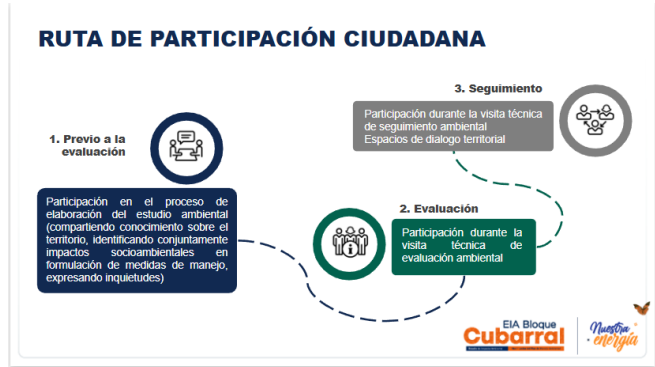 RUTA DE PARTICIPACIÓN CIUDADANA
1. Previo a la
evaluación
Participación en el proceso de
elaboración del estudio ambiental
(compartiendo conocimiento sobre el
territorio, identificando conjuntamente
impactos socioambientales en
formulación de medidas de manejo,
expresando inquietudes)
2. Evaluación
Participación durante la
visita técnica de
evaluación ambiental
3. Seguimiento
Participación durante la visita técnica
de seguimiento ambiental
Espacios de dialogo territorial
EIA Bloque
Cubarral
Nuestra
energía